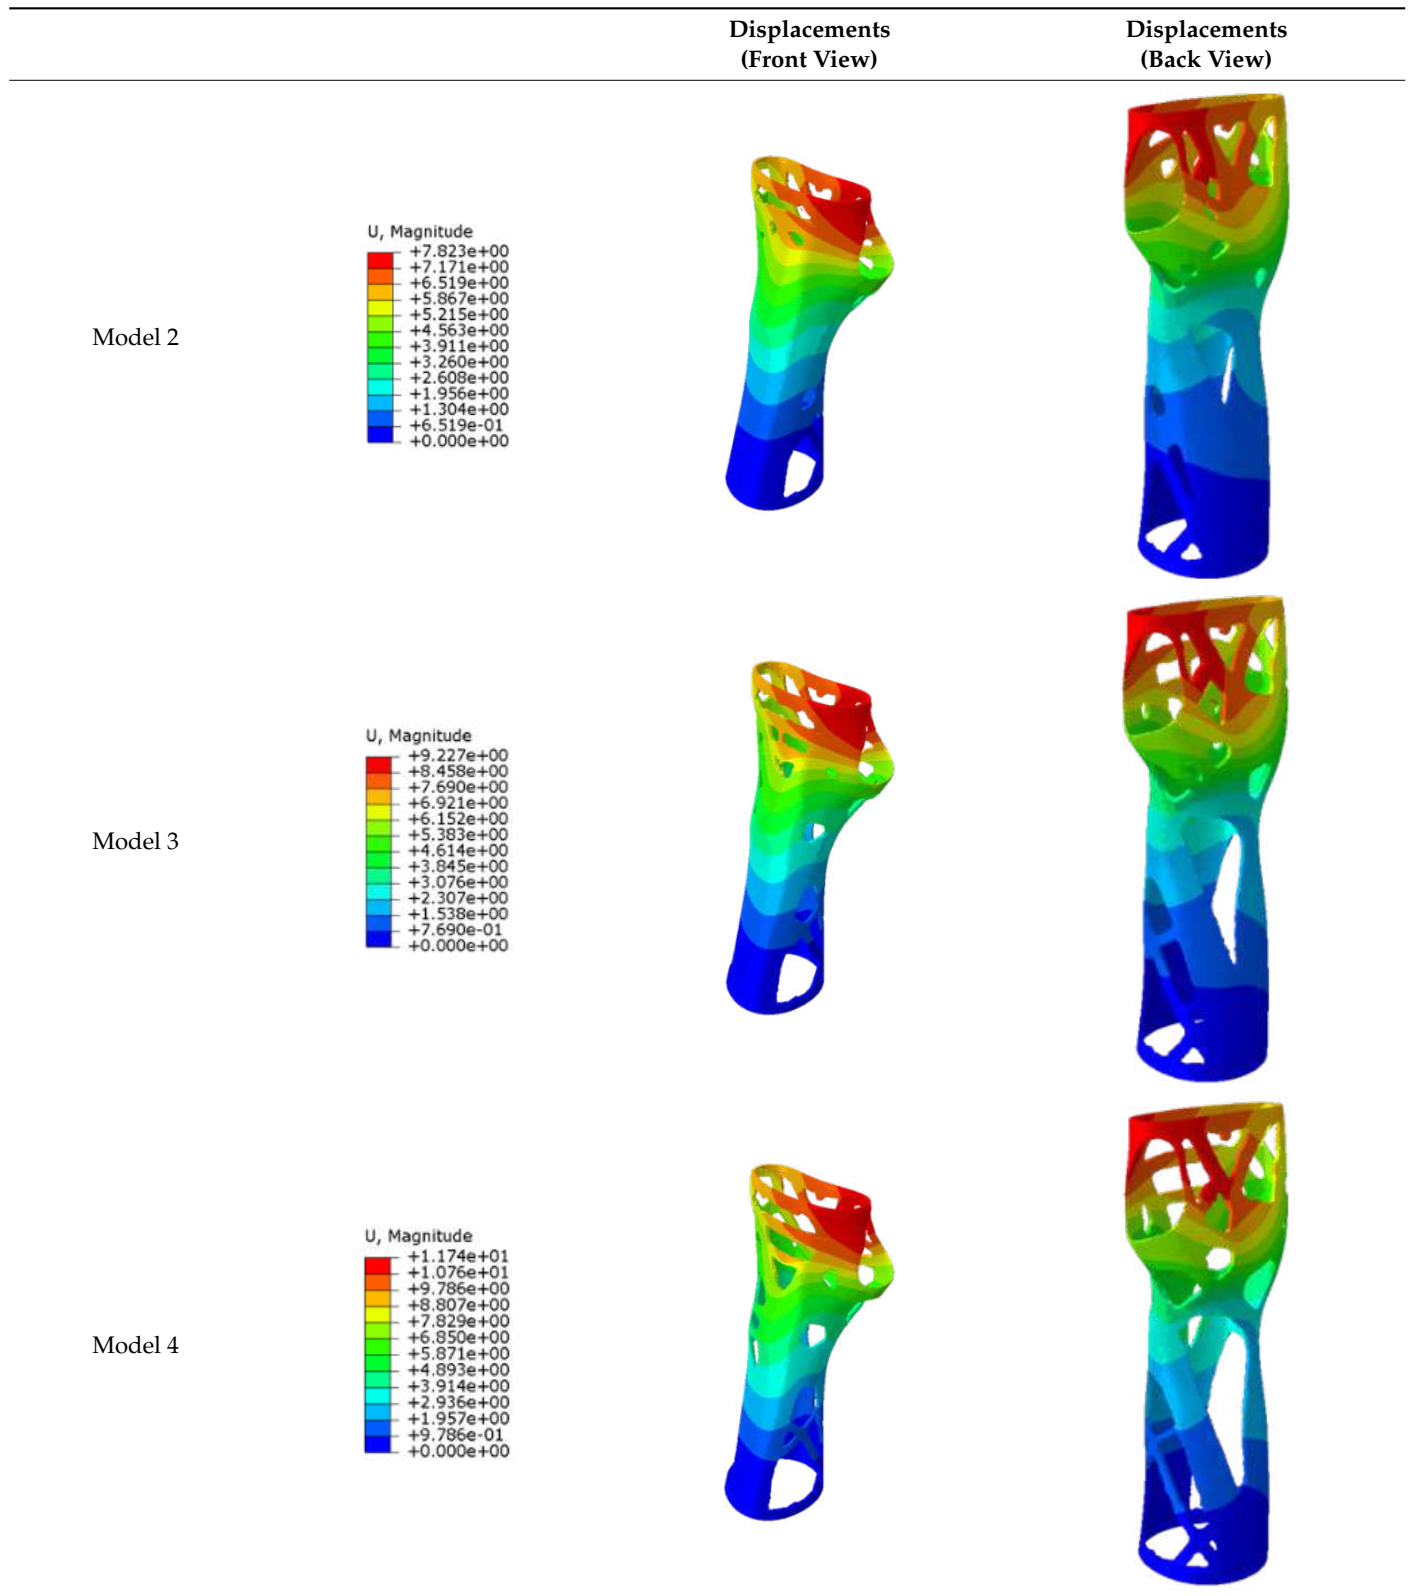 Displacements
(Front View)
Displacements
(Back View)
Model 2
U, Magnitude
+7.823e+00
+7.171e+00
+6.519e+00
+5.867e+00
+5.215e+00
+4.563e+00
+3.911e+00
+3.260e+00
+2.608e+00
+1.956e+00
+1.304e+00
+6.519e-01
+0.000e+00
Model 3
U, Magnitude
+9.227e+00
+8.458e+00
+7.690e+00
+6.921e+00
+6.152e+00
+5.383e+00
+4.614e+00
+3.845e+00
+3.076e+00
+2.307e+00
+1.538e+00
+7.690e-01
+0.000e+00
Model 4
U, Magnitude
+1.174e+01
+1.076e+01
+9.786e+00
+8.807e+00
+7.829e+00
+6.850e+00
+5.871e+00
+4.893e+00
+3.914e+00
+2.936e+00
+1.957e+00
+9.786e-01
+0.000e+00